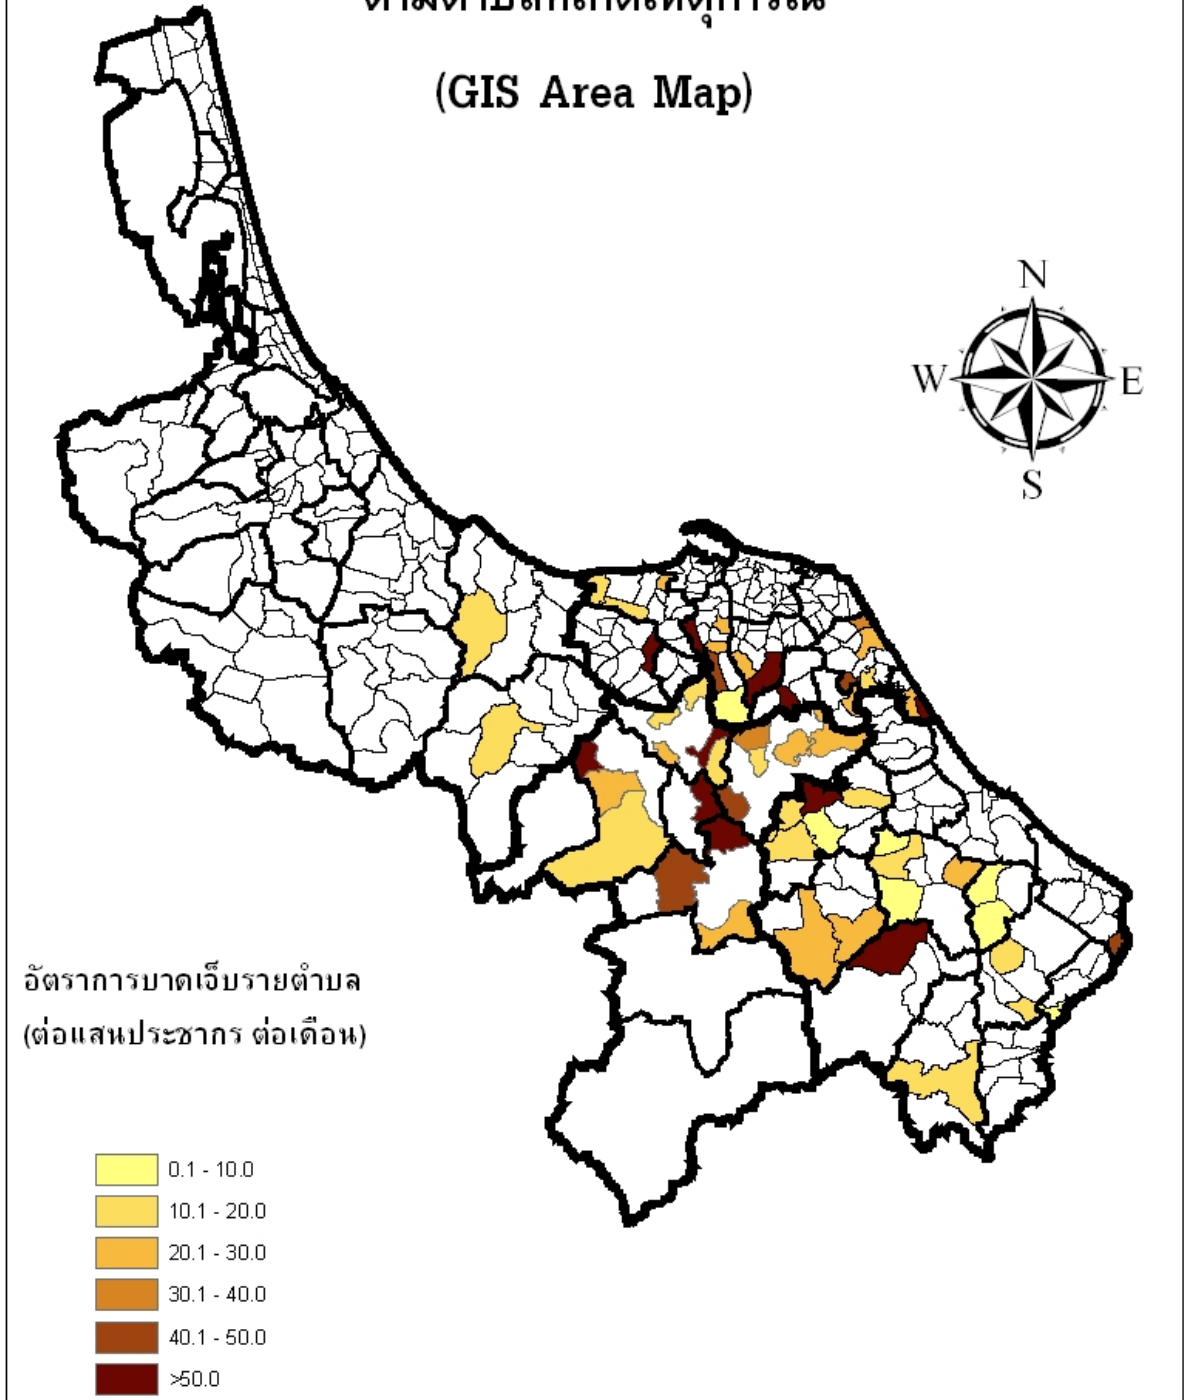 (GIS Area Map)
N
W
E
S
อัตราการบาดเจ็บรายตำบล
(ต่อแสนประชากร ต่อเดือน)
0.1 - 10.0
10.1 - 20.0
20.1 - 30.0
30.1 - 40.0
40.1 - 50.0
>50.0